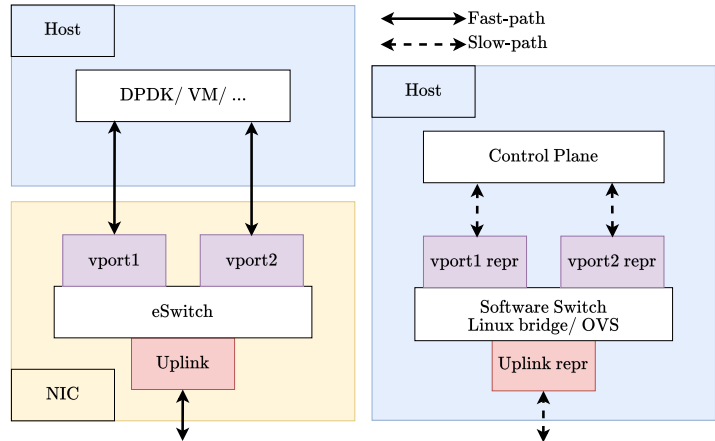 Host
DPDK/ VM/ ...
vport1
vport2
eSwitch
Uplink
NIC
Fast-path
Slow-path
Host
Control Plane
vport1 repr
vport2 repr
Software Switch
Linux bridge/ OVS
Uplink repr